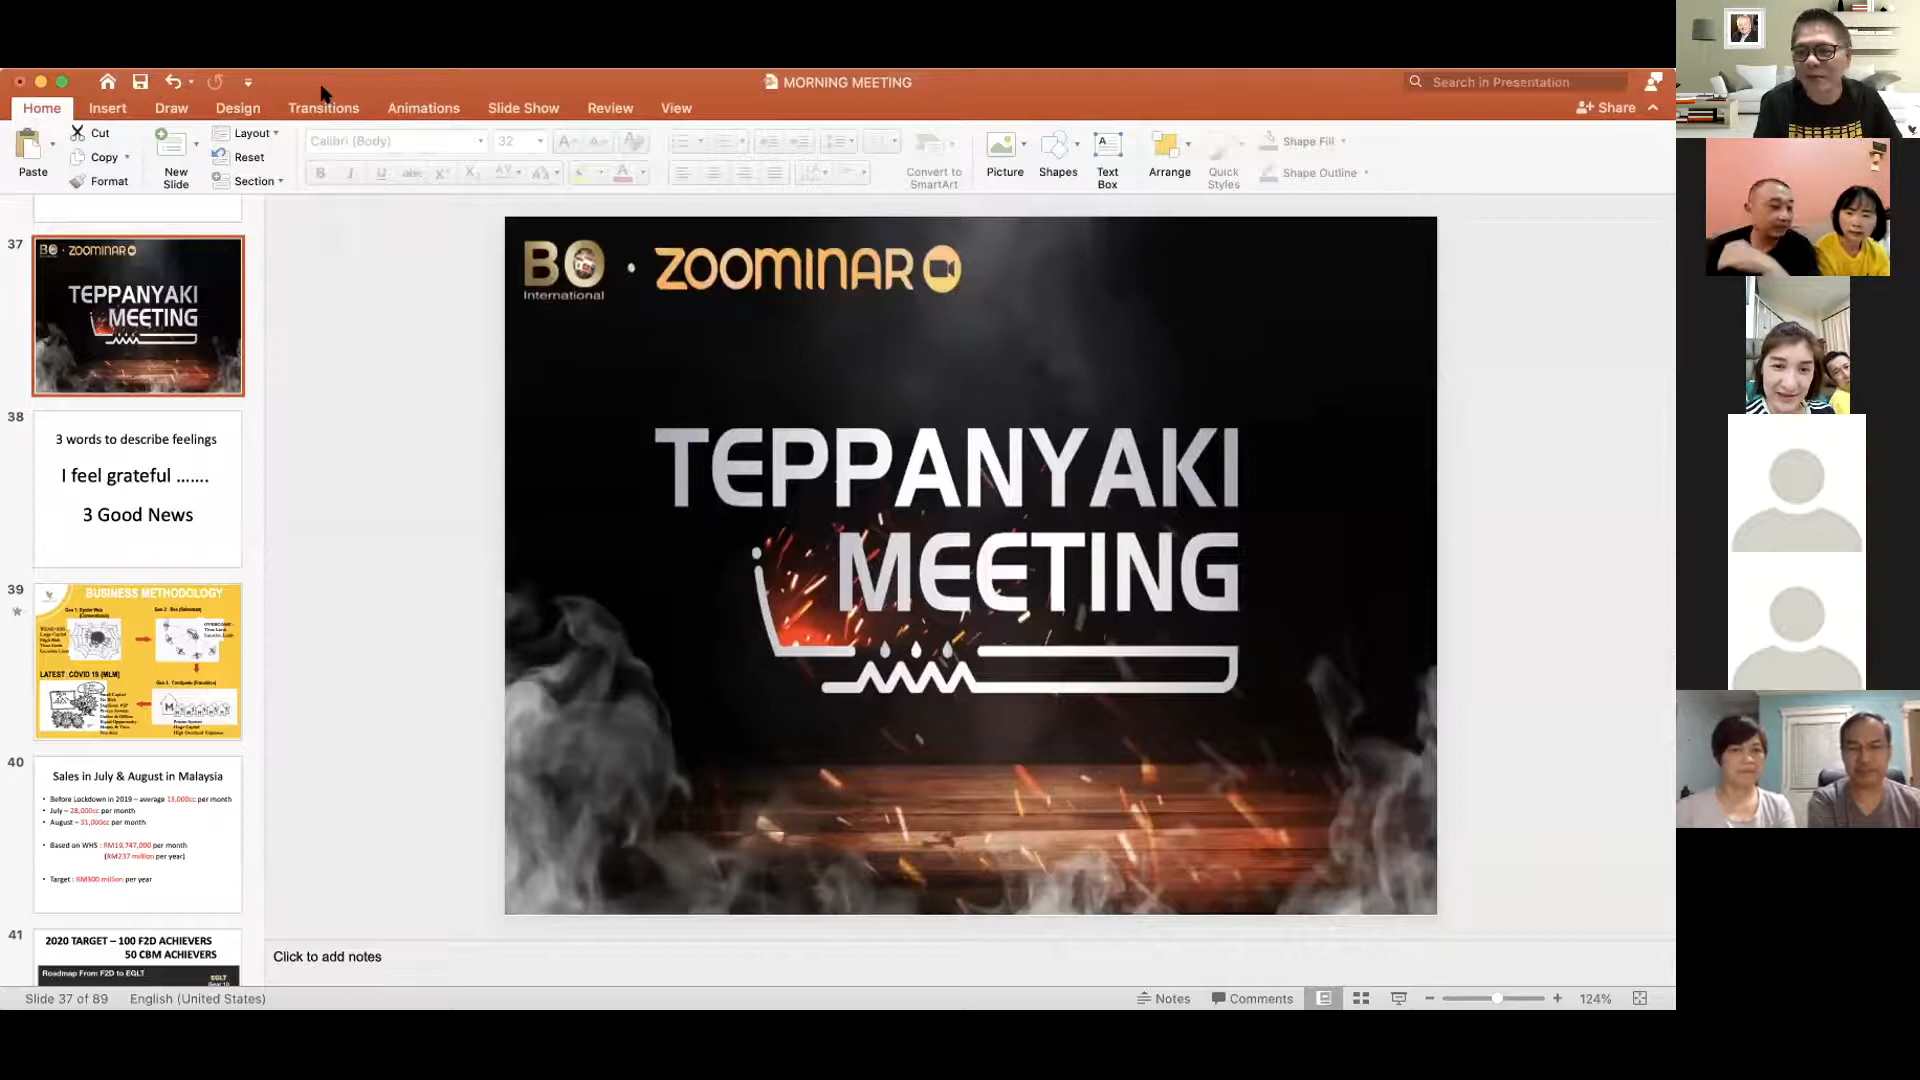 MORNING MEETING
Search in Presentation
Home
Insert
Draw
Design
Transitions
Animations
Slide Show
Review
View
Share
Paste
Cut
Copy
Format
New
Slide
Layout
Reset
Section
Calibri (Body)
32
Convert to
SmartArt
Picture
Shapes
Text
Box
Arrange
Quick
Styles
Shape Fill
Shape Outline
37
BO · ZOOMINAR
TEPPANYAKI
MEETING
38
3 words to describe feelings
I feel grateful .......
3 Good News
39
BUSINESS METHODOLOGY
LATEST : COVID 19 (MLM)
40
Sales in July & August in Malaysia
• Before Lockdown in 2019 – average 13,000cc per month
• July – 28,000cc per month
• August – 31,000cc per month
• Based on WHS : RM19,747,000 per month
(RM237 million per year)
• Target : RM300 million per year
41
2020 TARGET – 100 F2D ACHIEVERS
50 CBM ACHIEVERS
Roadmap From F2D to EGLT
BO · ZOOMINAR
International
TEPPANYAKI
MEETING
Click to add notes
Slide 37 of 89
English (United States)
Notes
Comments
124%